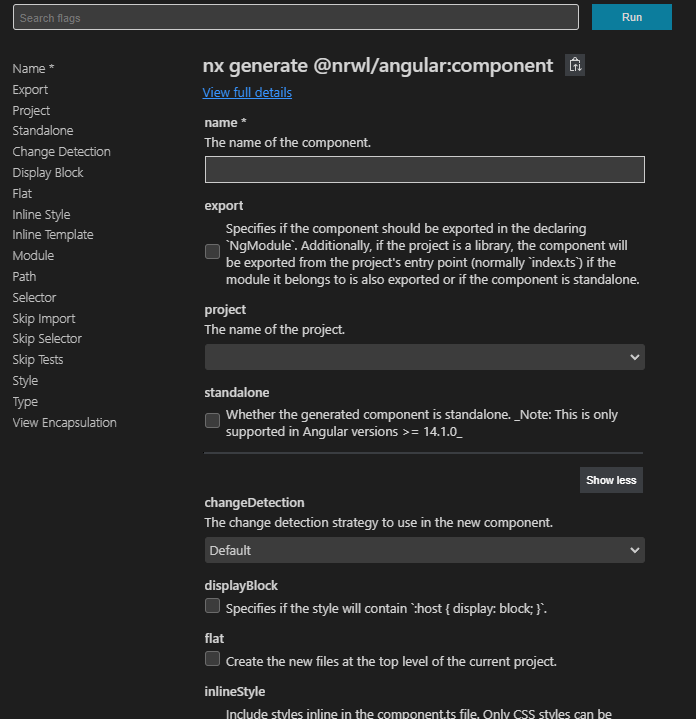 Search flags
Run
Name *
Export
Project
Standalone
Change Detection
Display Block
Flat
Inline Style
Inline Template
Module
Path
Selector
Skip Import
Skip Selector
Skip Tests
Style
Type
View Encapsulation
nx generate @nrwl/angular:component
View full details
name *
The name of the component.
export
Specifies if the component should be exported in the declaring
`NgModule`. Additionally, if the project is a library, the component will
be exported from the project's entry point (normally `index.ts`) if the
module it belongs to is also exported or if the component is standalone.
project
The name of the project.
standalone
Whether the generated component is standalone. _Note: This is only
supported in Angular versions >= 14.1.0_
Show less
changeDetection
The change detection strategy to use in the new component.
Default
displayBlock
Specifies if the style will contain `:host { display: block; }`.
flat
Create the new files at the top level of the current project.
inlineStyle
Include styles inline in the component.ts file. Only CSS styles can be